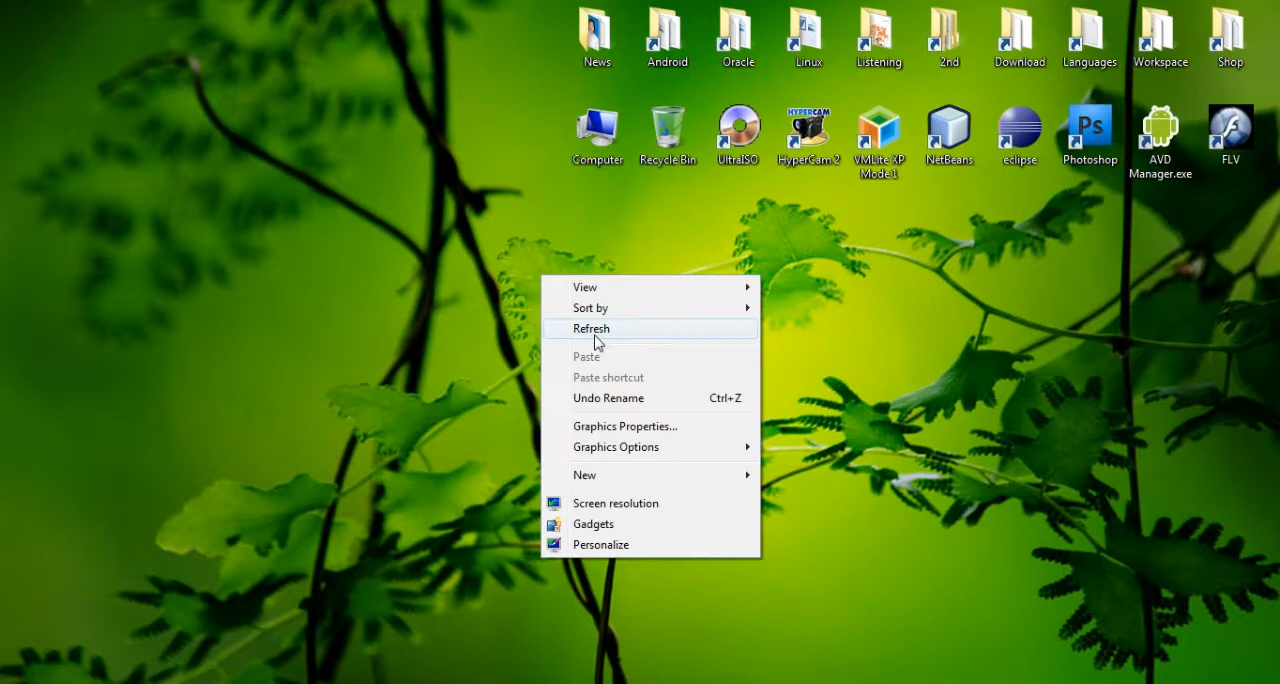 News Android Oracle Linux Listening 2nd Download Languages Workspace Shop
HYPERCAM
Ps
Computer Recycle Bin UltraISO HyperCam 2 VMLite XP Mode 1 NetBeans eclipse Photoshop AVD Manager.exe FLV
View
Sort by
Refresh
Paste
Paste shortcut
Undo Rename Ctrl+Z
Graphics Properties...
Graphics Options
New
Screen resolution
Gadgets
Personalize